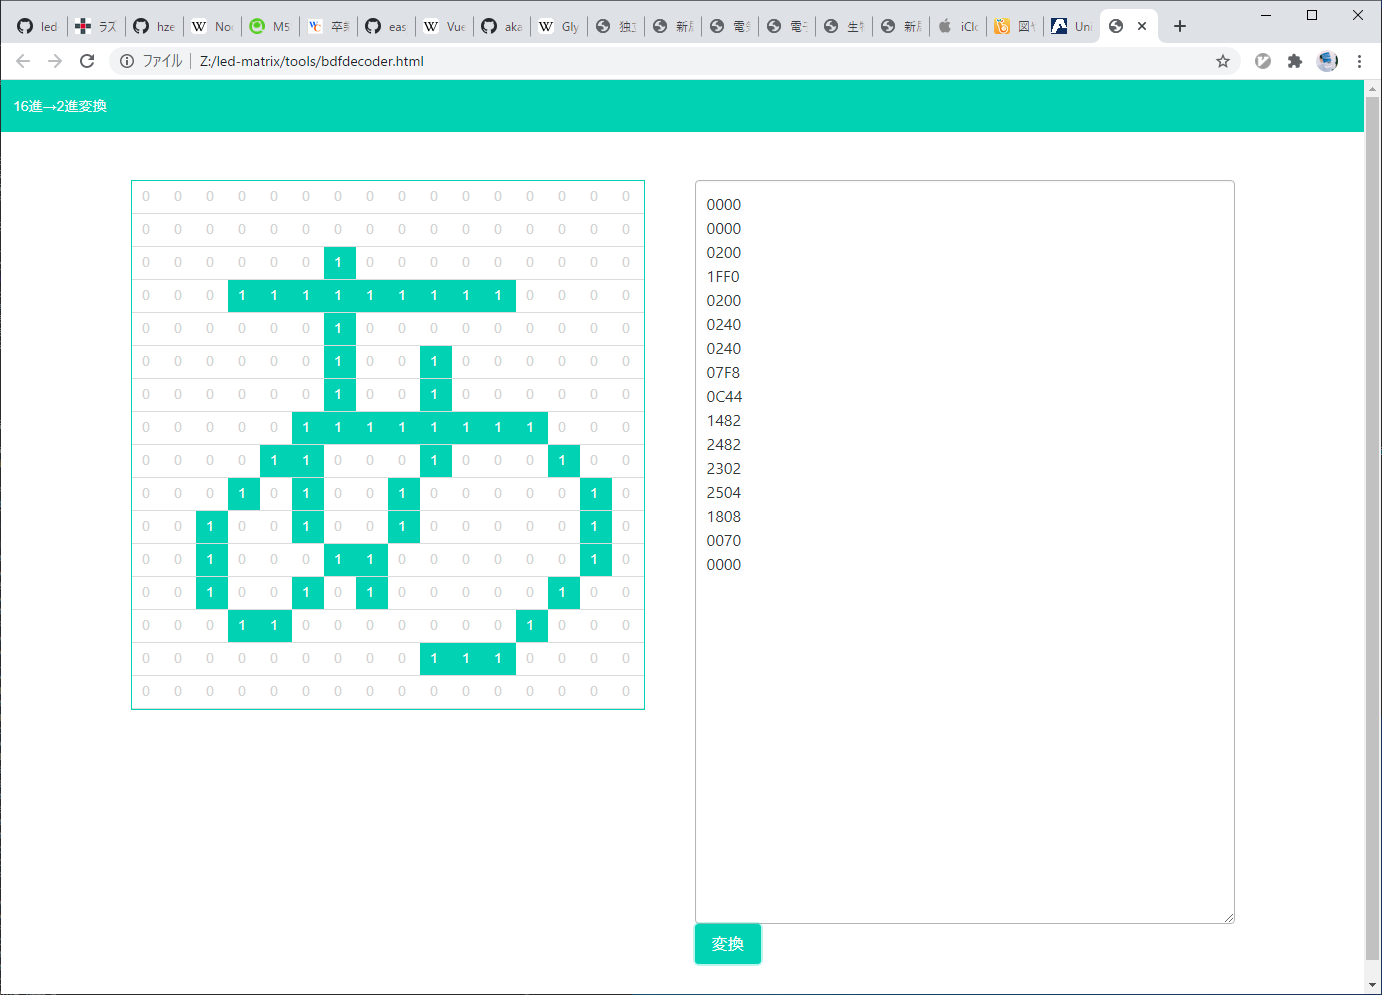 led
ラズ
hze
No
M5
卒業
eas
Vue
aka
Gly
独立
新
電気
電子
生物
新
iClo
図
Uni
ファイル
Z:/led-matrix/tools/bdfdecoder.html
16進→2進変換
0 0 0 0 0 0 0 0 0 0 0 0 0 0 0 0
0 0 0 0 0 0 0 0 0 0 0 0 0 0 0 0
0 0 0 0 0 0 1 0 0 0 0 0 0 0 0 0
0 0 0 1 1 1 1 1 1 1 1 1 0 0 0 0
0 0 0 0 0 0 1 0 0 0 0 0 0 0 0 0
0 0 0 0 0 0 1 0 0 1 0 0 0 0 0 0
0 0 0 0 0 0 1 0 0 1 0 0 0 0 0 0
0 0 0 0 0 1 1 1 1 1 1 1 1 0 0 0
0 0 0 0 1 1 0 0 0 1 0 0 0 1 0 0
0 0 0 1 0 1 0 0 1 0 0 0 0 0 1 0
0 0 1 0 0 1 0 0 1 0 0 0 0 0 1 0
0 0 1 0 0 0 1 1 0 0 0 0 0 0 1 0
0 0 1 0 0 1 0 1 0 0 0 0 0 1 0 0
0 0 0 1 1 0 0 0 0 0 0 0 1 0 0 0
0 0 0 0 0 0 0 0 0 1 1 1 0 0 0 0
0 0 0 0 0 0 0 0 0 0 0 0 0 0 0 0
0000
0000
0200
1FF0
0200
0240
0240
07F8
0C44
1482
2482
2302
2504
1808
0070
0000
変換